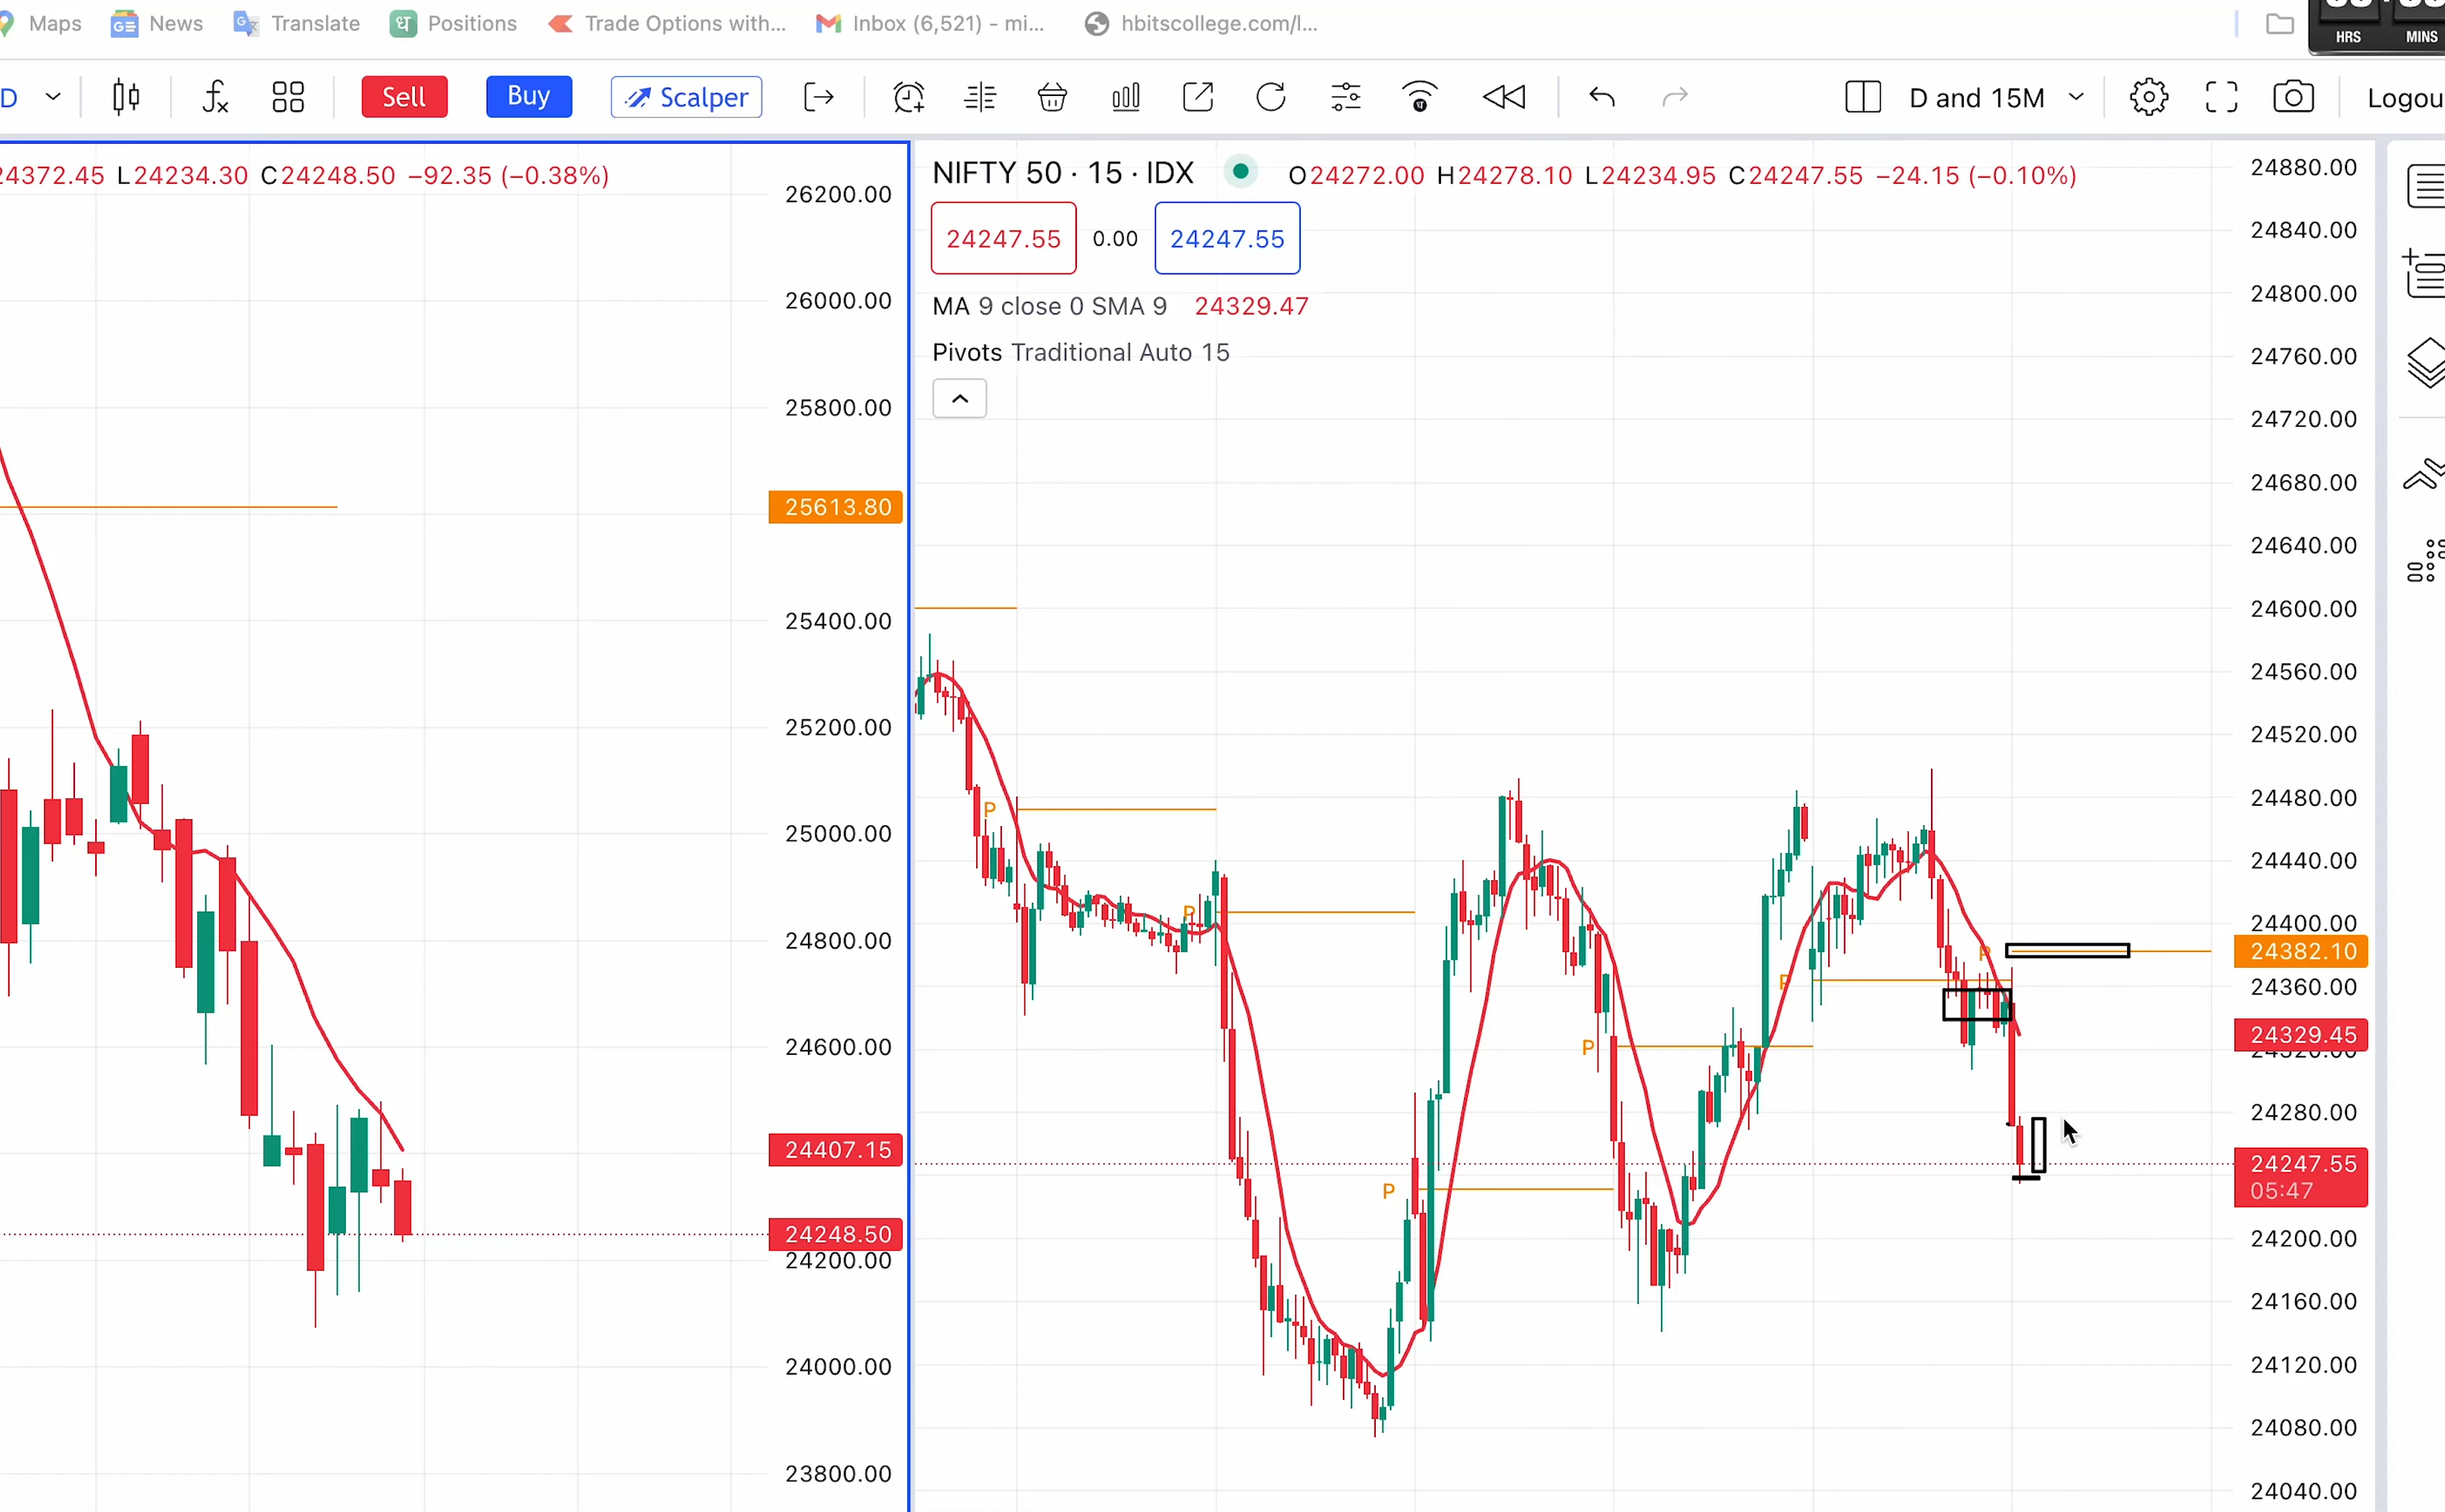 Maps News Translate Positions Trade Options with... Inbox (6,521) - mi... hbitscollege.com/l...
HRS MINS
D Sell Buy Scalper D and 15M Logou
24372.45 L24234.30 C24248.50 −92.35 (−0.38%)
26200.00
26000.00
25800.00
25613.80
25400.00
25200.00
25000.00
24800.00
24600.00
24407.15
24248.50
24200.00
24000.00
23800.00
NIFTY 50 · 15 · IDX O24272.00 H24278.10 L24234.95 C24247.55 −24.15 (−0.10%)
24247.55 0.00 24247.55
MA 9 close 0 SMA 9 24329.47
Pivots Traditional Auto 15
P
P
P
P
P
P
24880.00
24840.00
24800.00
24760.00
24720.00
24680.00
24640.00
24600.00
24560.00
24520.00
24480.00
24440.00
24400.00
24382.10
24360.00
24329.45
24320.00
24280.00
24247.55
05:47
24200.00
24160.00
24120.00
24080.00
24040.00